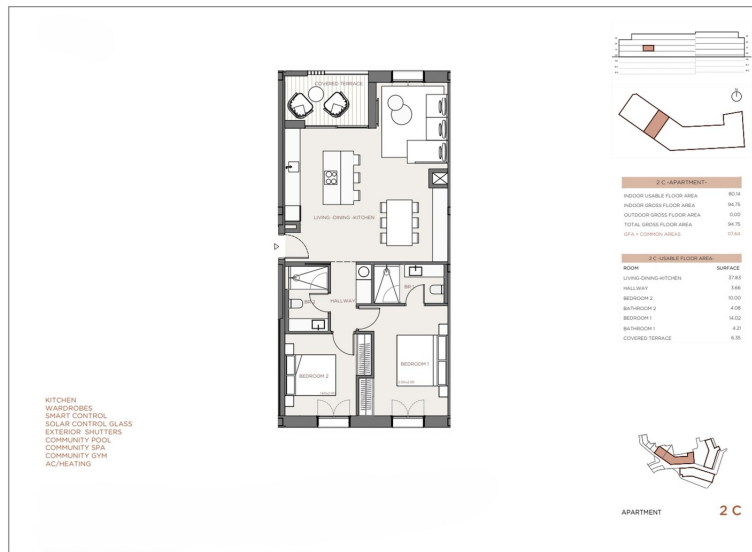 COVERED TERRACE
LIVING -DINING -KITCHEN
HALLWAY
BR 2
BR 1
BEDROOM 2
BEDROOM 1
KITCHEN
WARDROBES
SMART CONTROL
SOLAR CONTROL GLASS
EXTERIOR SHUTTERS
COMMUNITY POOL
COMMUNITY SPA
COMMUNITY GYM
AC/HEATING
N
2 C -APARTMENT-
INDOOR USABLE FLOOR AREA 80.14
INDOOR GROSS FLOOR AREA 94.75
OUTDOOR GROSS FLOOR AREA 0.00
TOTAL GROSS FLOOR AREA 94.75
GFA + COMMON AREAS 117.64
2 C -USABLE FLOOR AREA-
ROOM SURFACE
LIVING-DINING-KITCHEN 37.83
HALLWAY 3.66
BEDROOM 2 10.00
BATHROOM 2 4.08
BEDROOM 1 14.02
BATHROOM 1 4.21
COVERED TERRACE 6.35
APARTMENT 2 C